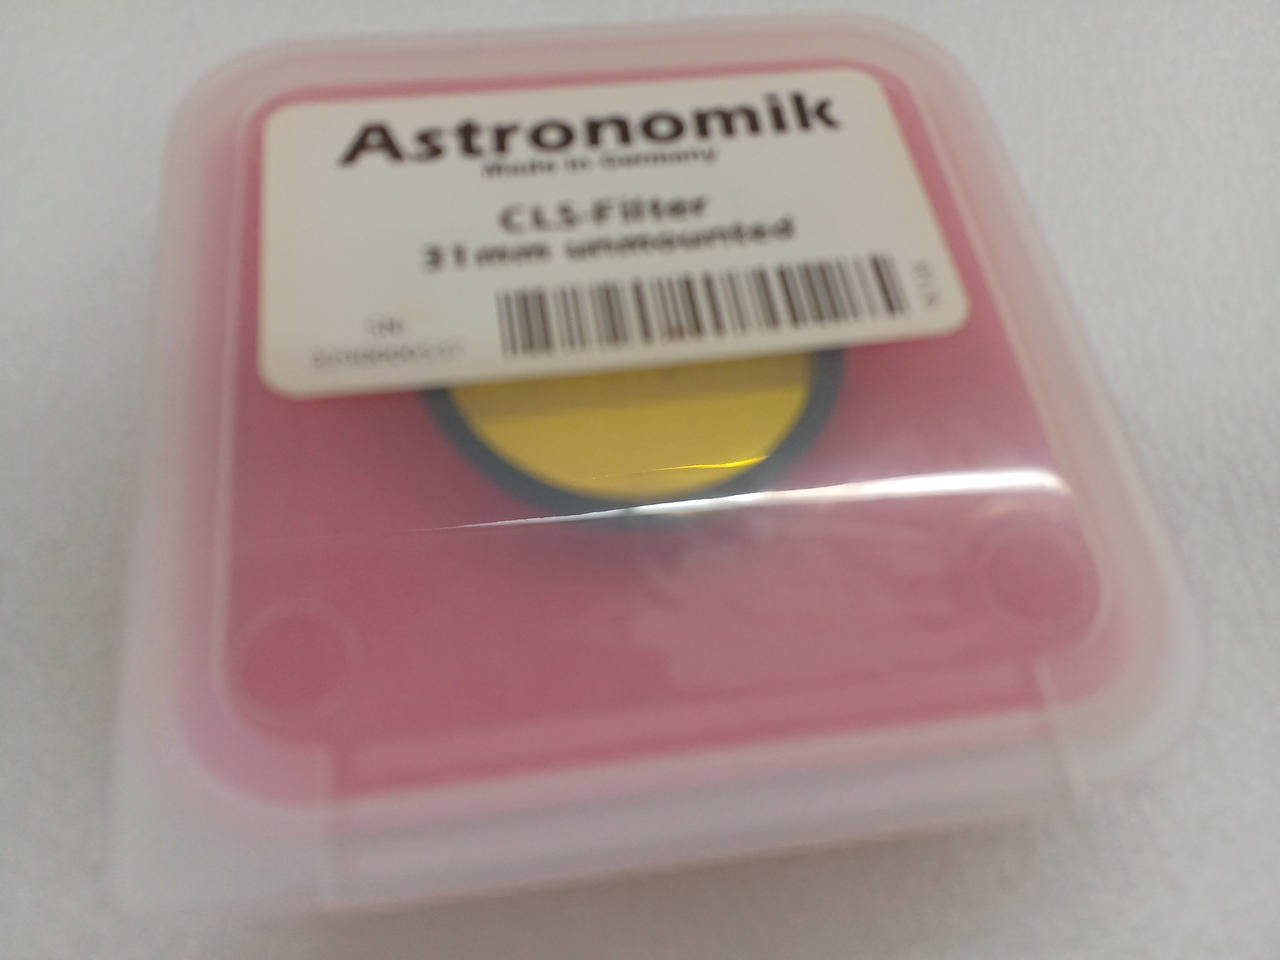 Astronomik
Made in Germany
CLS-Filter
31mm unmounted